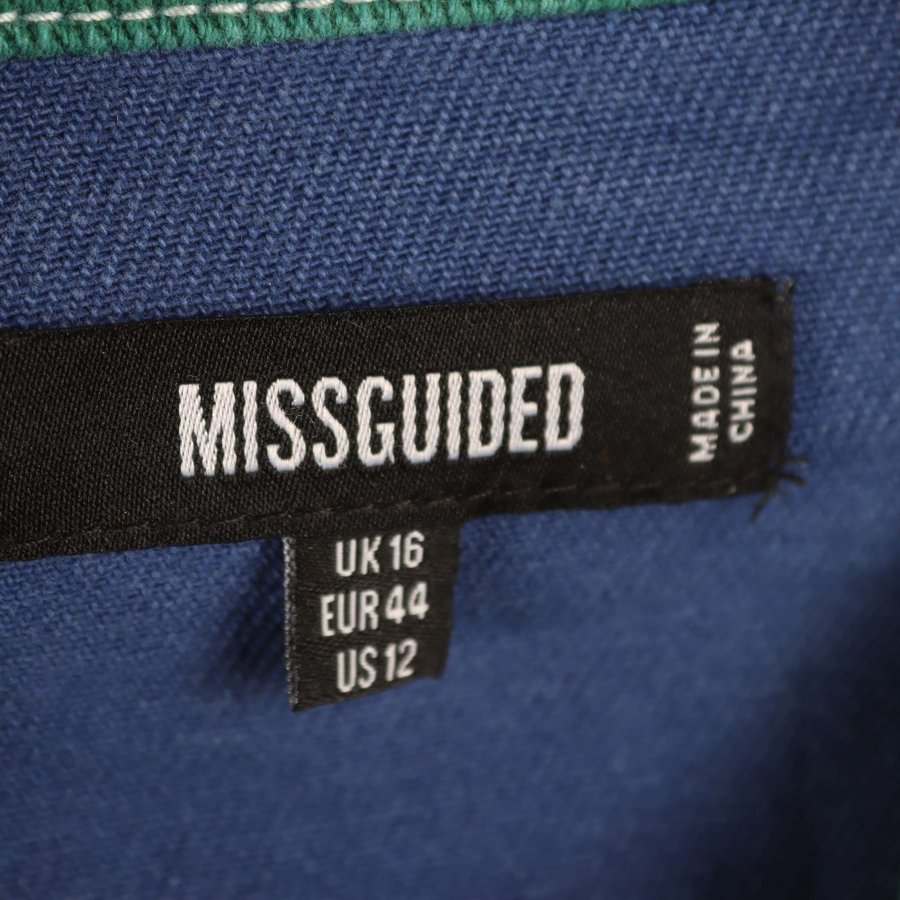 MISSGUIDED
MADE IN
CHINA
UK 16
EUR 44
US 12